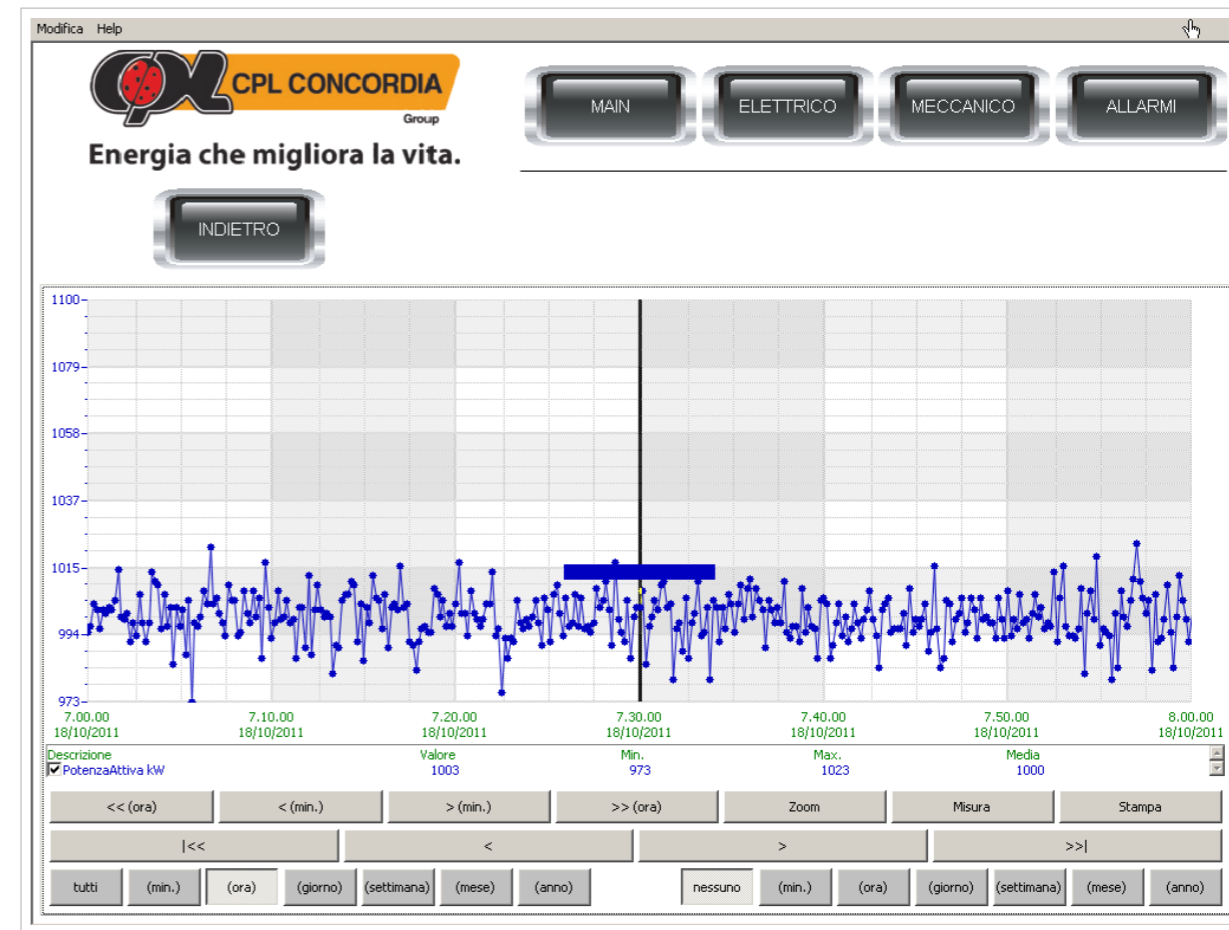 Modifica Help
CPL CONCORDIA
Group
Energia che migliora la vita.
MAIN ELETTRICO MECCANICO ALLARMI
INDIETRO
1100
1079
1058
1037
1015
994
973
7.00.00 7.10.00 7.20.00 7.30.00 7.40.00 7.50.00 8.00.00
18/10/2011 18/10/2011 18/10/2011 18/10/2011 18/10/2011 18/10/2011 18/10/2011
Descrizione Valore Min. Max. Media
PotenzaAttiva kW 1003 973 1023 1000
<< (ora) < (min.) > (min.) >> (ora) Zoom Misura Stampa
|<< < > >>|
tutti (min.) (ora) (giorno) (settimana) (mese) (anno) nessuno (min.) (ora) (giorno) (settimana) (mese) (anno)